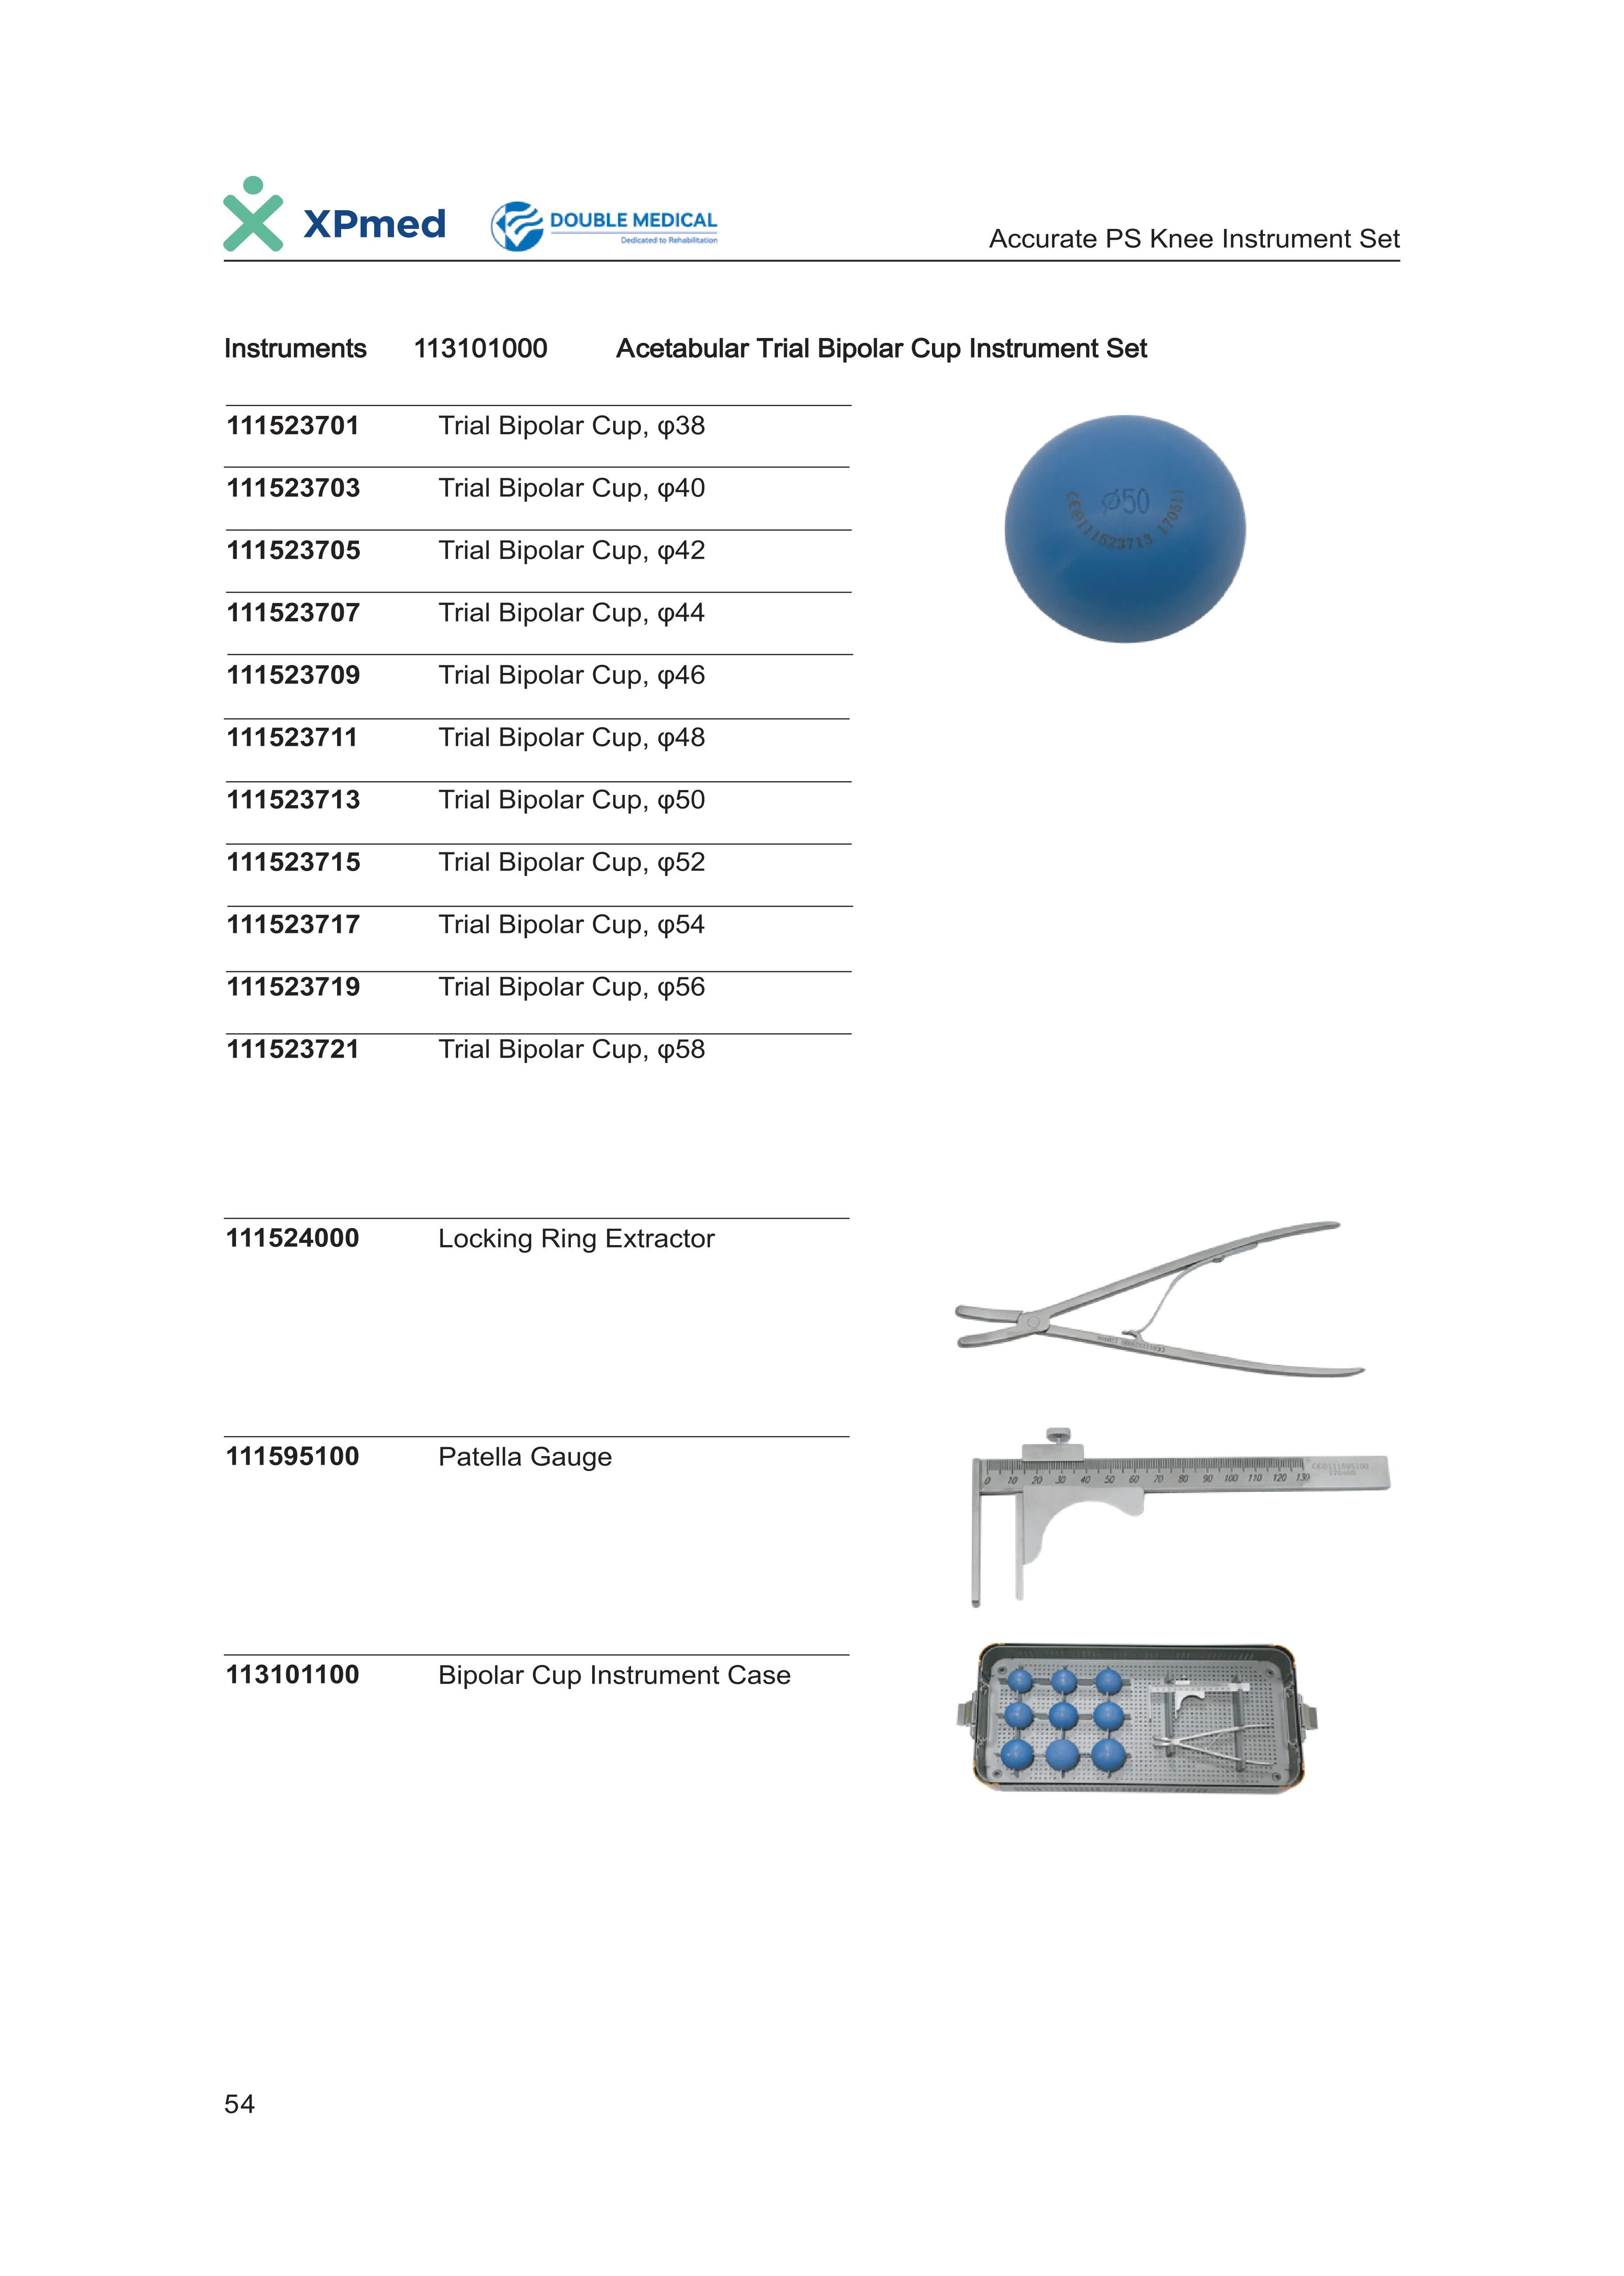 XPmed
DOUBLE MEDICAL
Dedicated to Rehabilitation
Accurate PS Knee Instrument Set
Instruments 113101000 Acetabular Trial Bipolar Cup Instrument Set
111523701 Trial Bipolar Cup, φ38
111523703 Trial Bipolar Cup, φ40
111523705 Trial Bipolar Cup, φ42
111523707 Trial Bipolar Cup, φ44
111523709 Trial Bipolar Cup, φ46
111523711 Trial Bipolar Cup, φ48
111523713 Trial Bipolar Cup, φ50
111523715 Trial Bipolar Cup, φ52
111523717 Trial Bipolar Cup, φ54
111523719 Trial Bipolar Cup, φ56
111523721 Trial Bipolar Cup, φ58
Ø50
111523713 170511
111524000 Locking Ring Extractor
111595100 Patella Gauge
0 10 20 30 40 50 60 70 80 90 100 110 120 130
113101100 Bipolar Cup Instrument Case
54